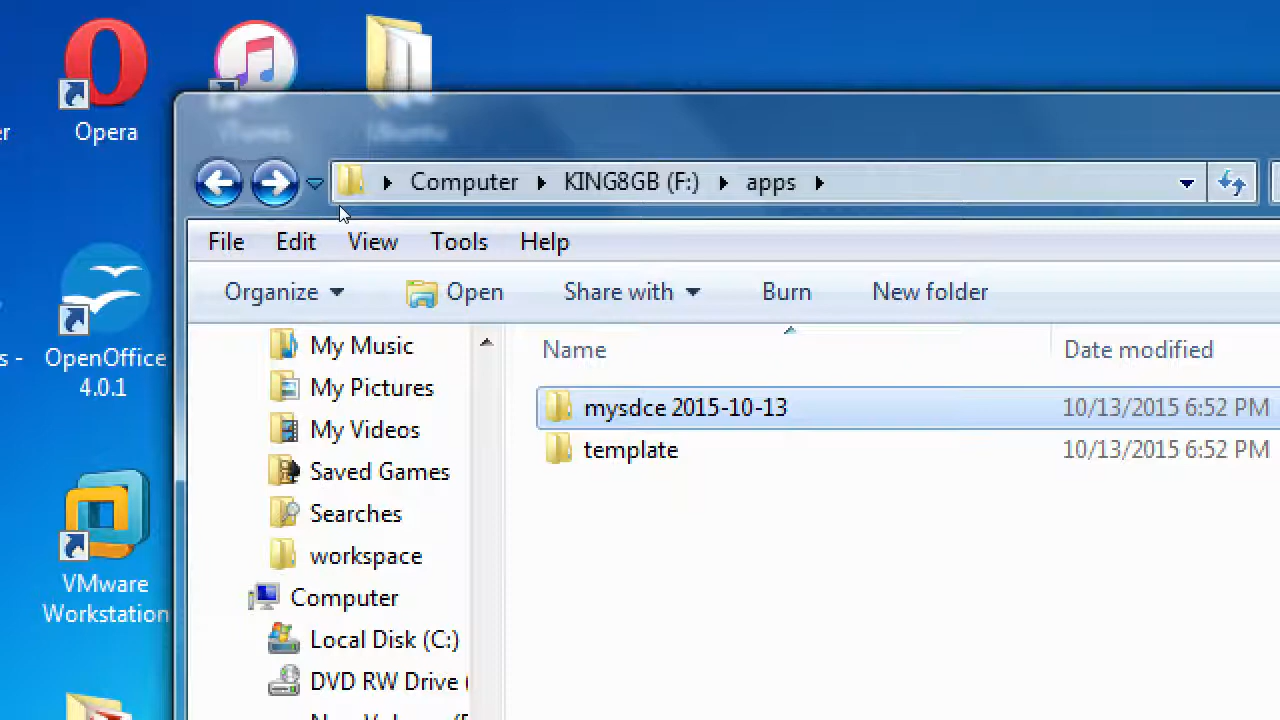 er
Opera
iTunes
Ubuntu
Computer KING8GB (F:) apps
File Edit View Tools Help
Organize Open Share with Burn New folder
s -
OpenOffice
4.0.1
VMware
Workstation
My Music
My Pictures
My Videos
Saved Games
Searches
workspace
Computer
Local Disk (C:)
DVD RW Drive (
Name Date modified
mysdce 2015-10-13 10/13/2015 6:52 PM
template 10/13/2015 6:52 PM